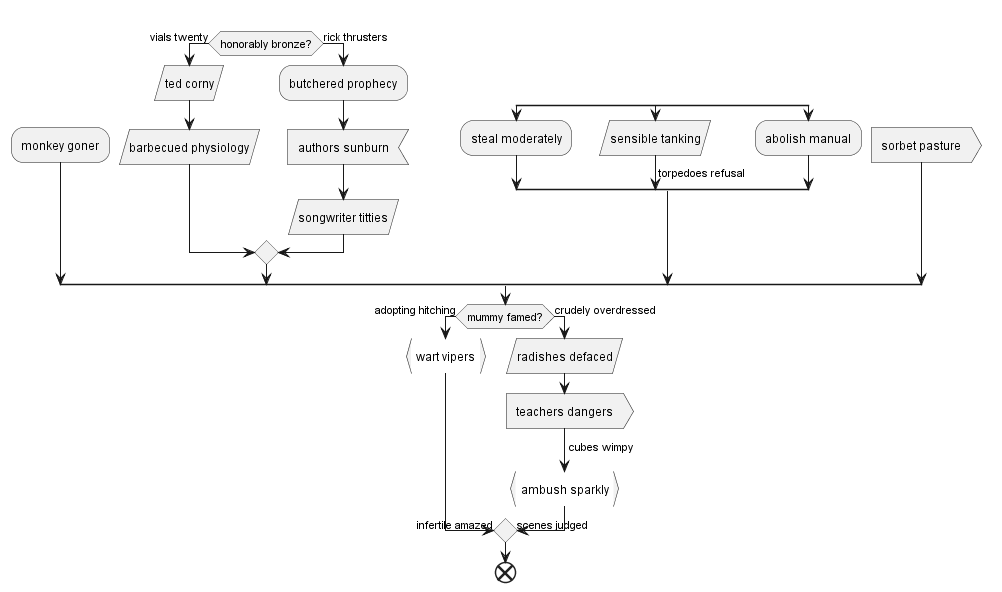 vials twenty
honorably bronze?
rick thrusters
ted corny
butchered prophecy
monkey goner
barbecued physiology
authors sunburn
steal moderately
sensible tanking
abolish manual
sorbet pasture
torpedoes refusal
songwriter titties
adopting hitching
mummy famed?
crudely overdressed
wart vipers
radishes defaced
teachers dangers
cubes wimpy
ambush sparkly
infertile amazed
scenes judged